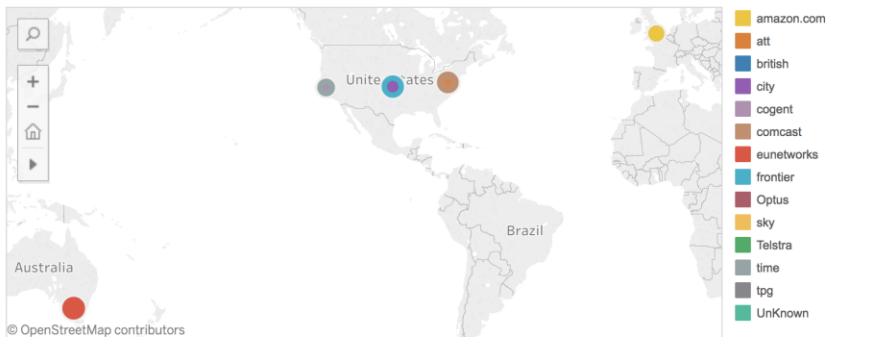 United States
Brazil
Australia
© OpenStreetMap contributors
amazon.com
att
british
city
cogent
comcast
eunetworks
frontier
Optus
sky
Telstra
time
tpg
UnKnown